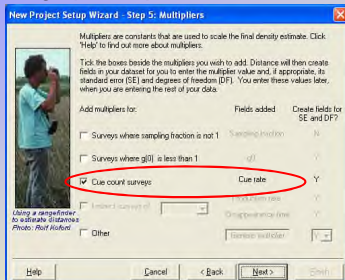 New Project Setup Wizard - Step 5: Multipliers
Multipliers are constants that are used to scale the final density estimate. Click
'Help' to find out more about multipliers.
Tick the boxes beside the multipliers you wish to add. Distance will then create
fields in your dataset for you to enter the multiplier value and, if appropriate, its
standard error (SE) and degrees of freedom (DF). You enter these values later,
when you are entering the rest of your data.
Add multipliers for:
Fields added
Create fields for
SE and DF?
Surveys where sampling fraction is not 1
Sampling fraction
N
Surveys where g(0) is less than 1
g(0)
Y
Cue count surveys
Cue rate
Y
Indirect surveys of
Production rate
Y
Disappearance time
Y
Other
Common multiplier
Y
Using a rangefinder
to estimate distances
Photo: Rolf Koford
Help
Cancel
< Back
Next >
Finish